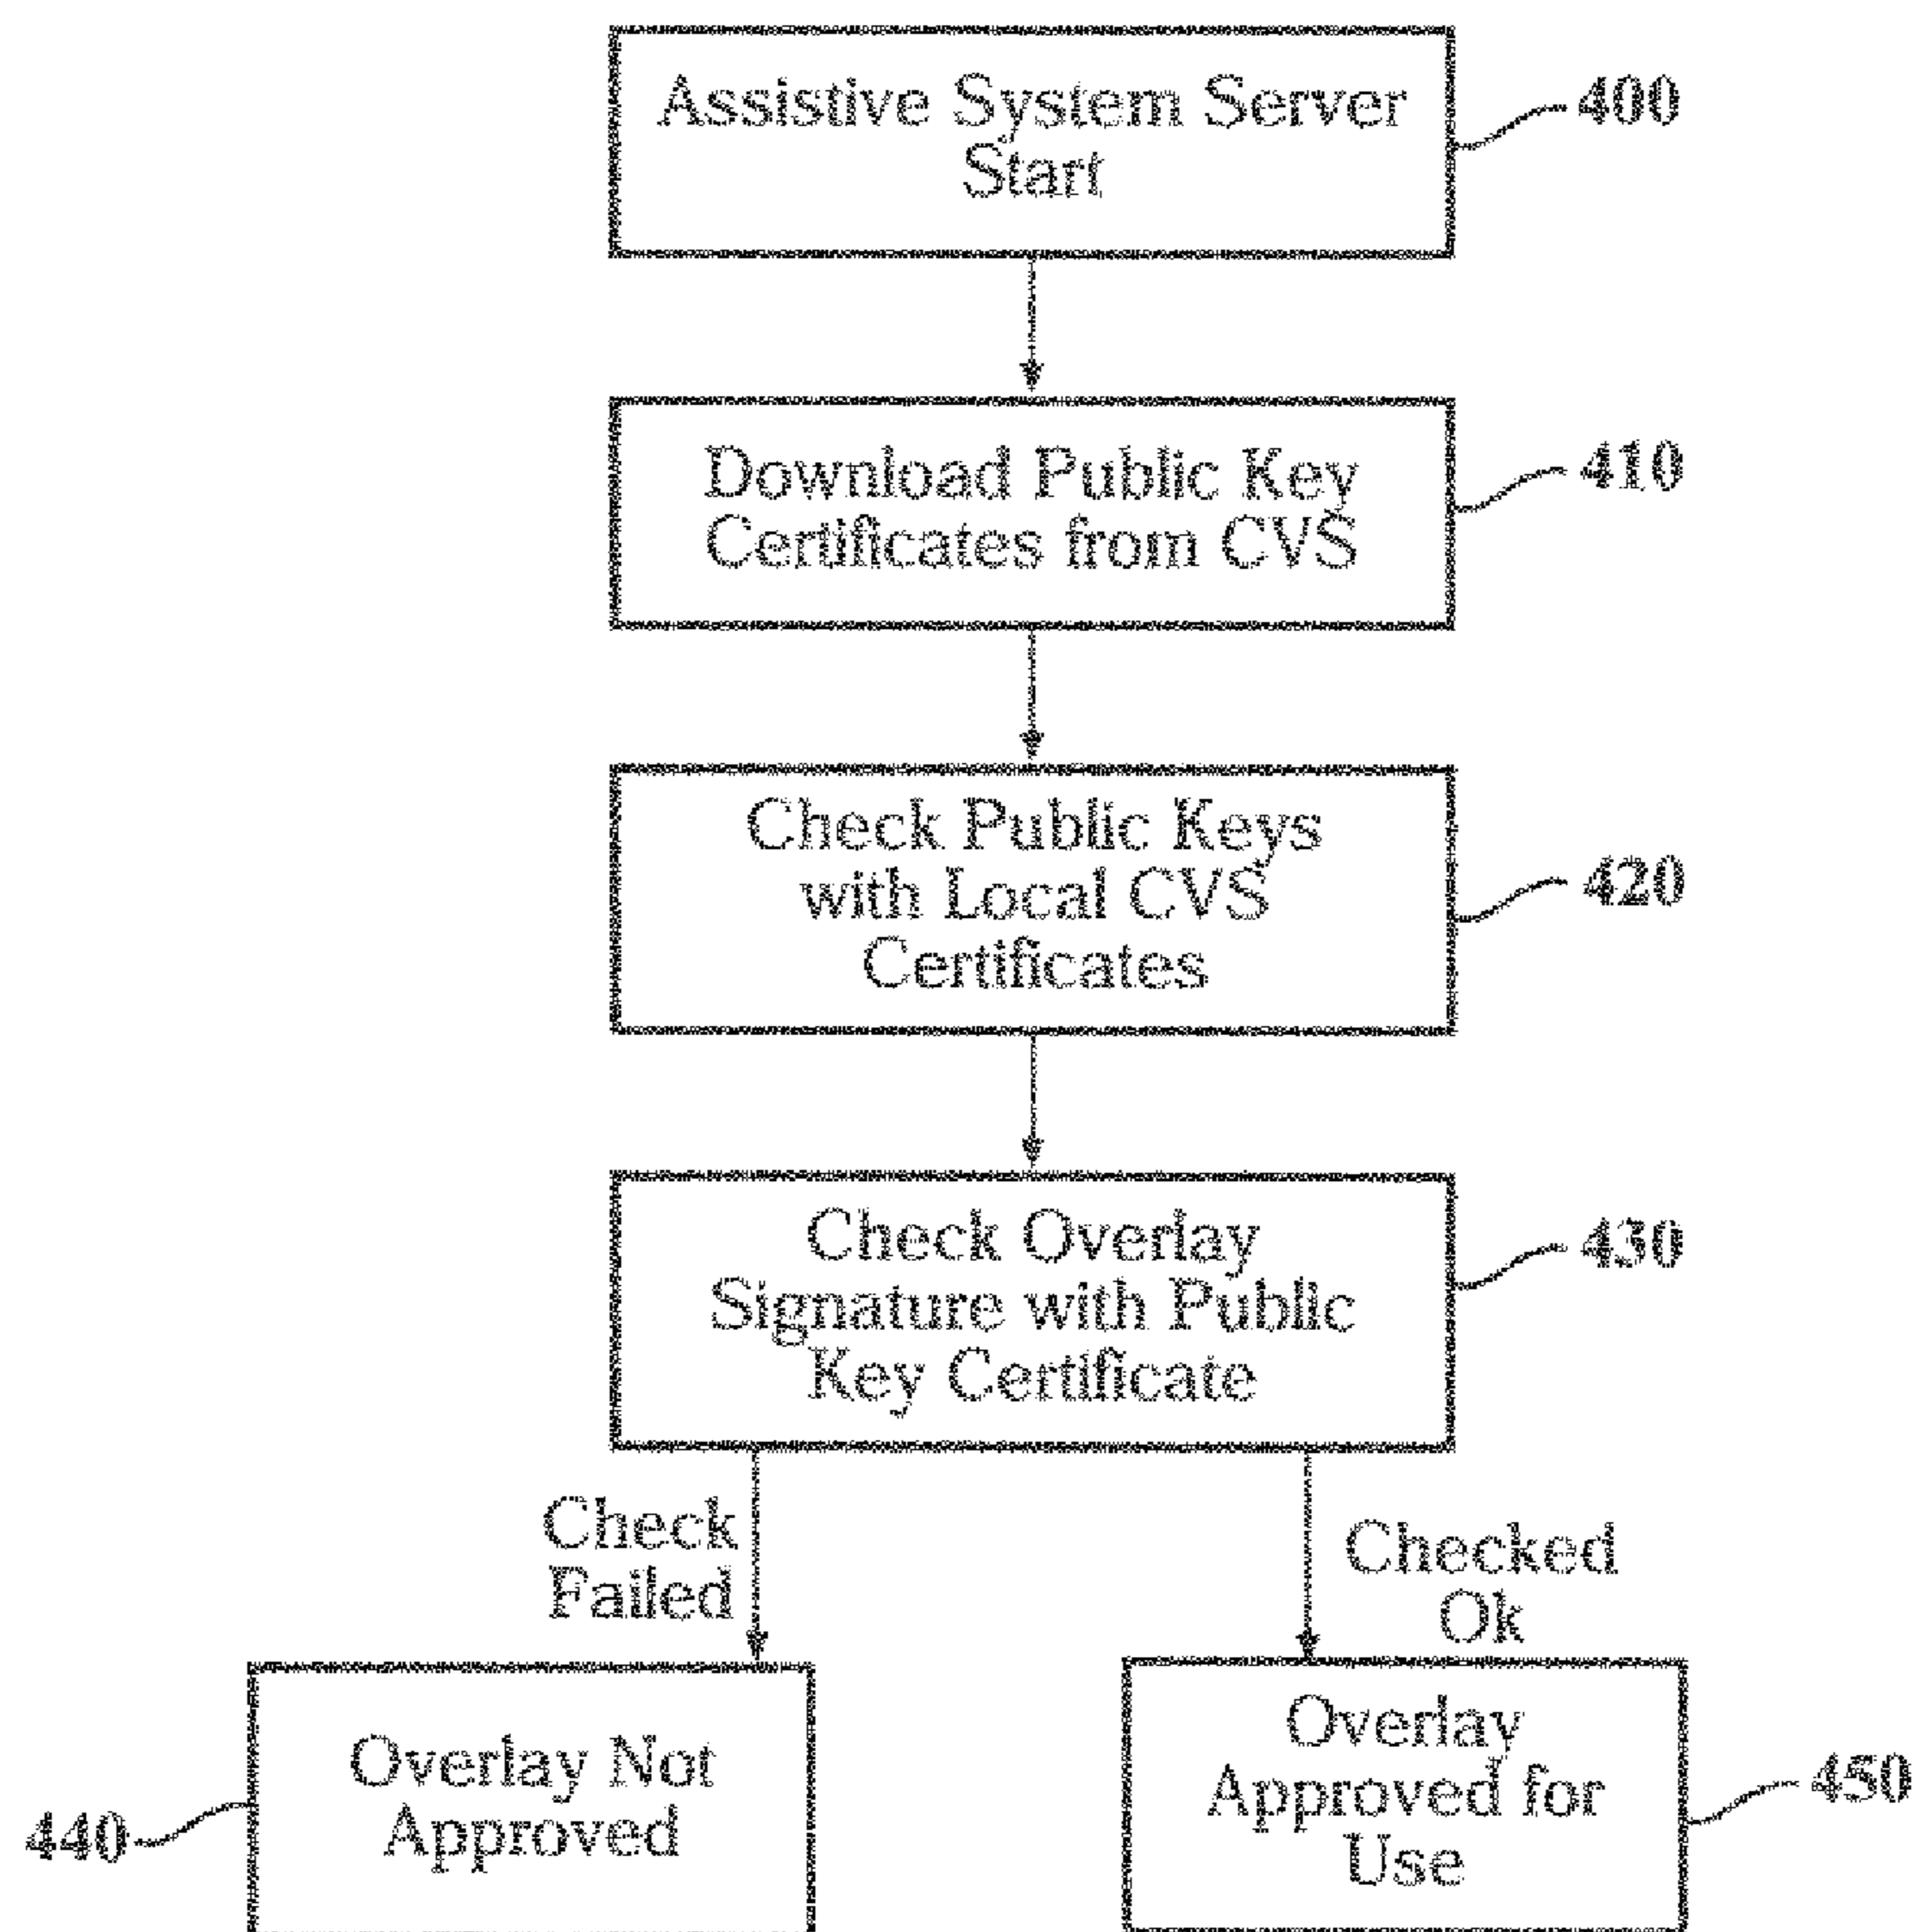 Assistive System Server
Start
400
Download Public Key
Certificates from CVS
410
Check Public Keys
with Local CVS
Certificates
420
Check Overlay
Signature with Public
Key Certificate
430
Check
Failed
Checked
Ok
Overlay Not
Approved
440
Overlay
Approved for
Use
450